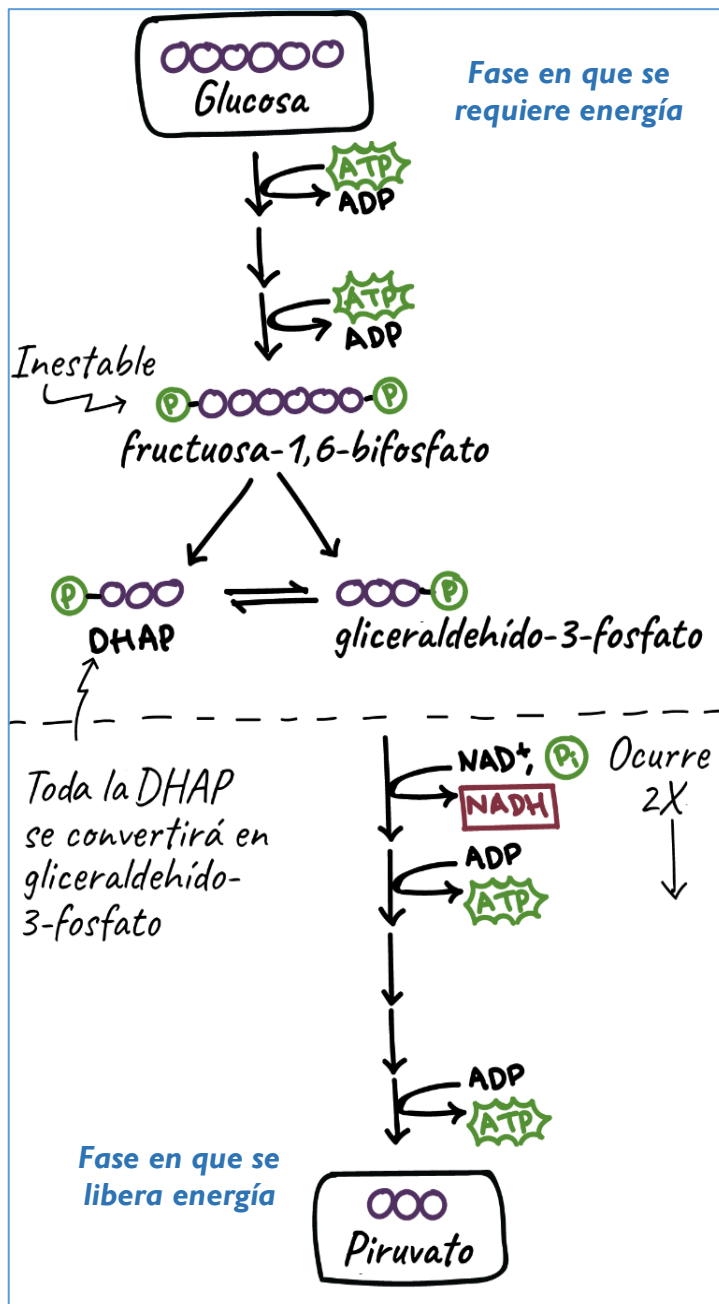 Glucosa
Fase en que se
requiere energía
ATP
ADP
ATP
ADP
Inestable
P
P
fructuosa-1,6-bifosfato
P
P
DHAP
gliceraldehído-3-fosfato
Toda la DHAP
se convertirá en
gliceraldehído-
3-fosfato
NAD+, Pi
NADH
Ocurre
2X
ADP
ATP
ADP
ATP
Fase en que se
libera energía
Piruvato